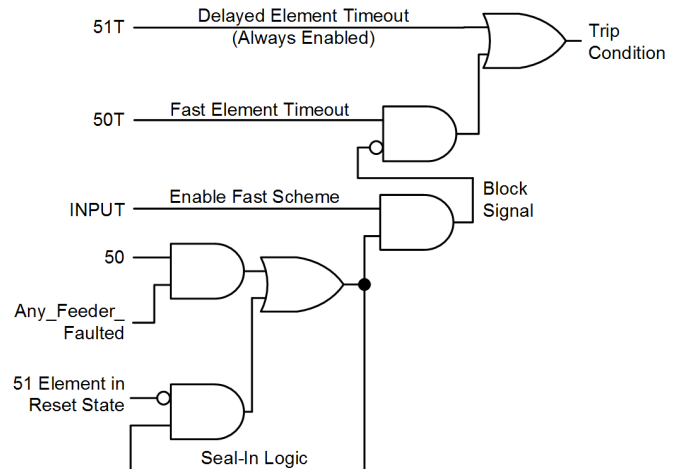 51T
Delayed Element Timeout
(Always Enabled)
Trip
Condition
50T
Fast Element Timeout
INPUT
Enable Fast Scheme
Block
Signal
50
Any_Feeder_
Faulted
51 Element in
Reset State
Seal-In Logic